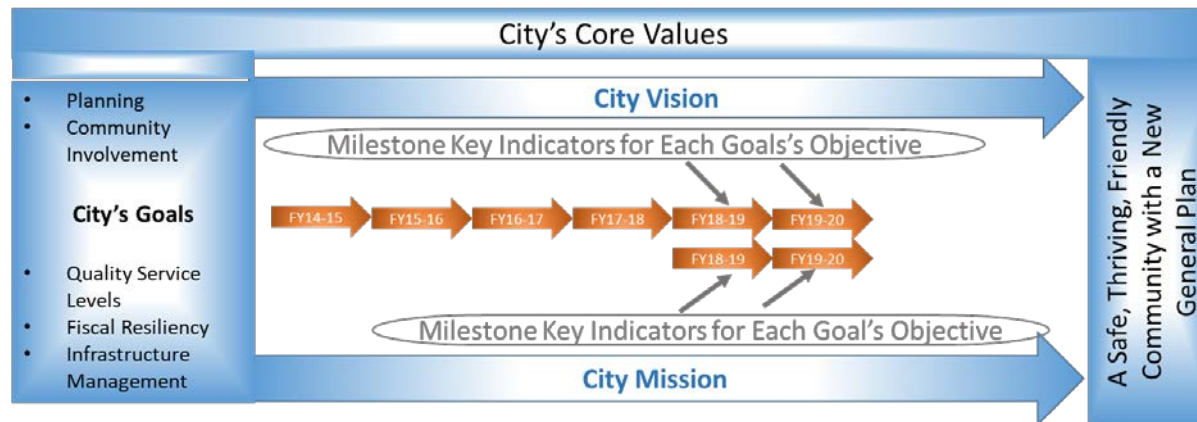 City's Core Values
• Planning
• Community
Involvement
City's Goals
• Quality Service
Levels
• Fiscal Resiliency
• Infrastructure
Management
City Vision
Milestone Key Indicators for Each Goals's Objective
FY14-15
FY15-16
FY16-17
FY17-18
FY18-19
FY19-20
FY18-19
FY19-20
Milestone Key Indicators for Each Goal's Objective
City Mission
A Safe, Thriving, Friendly
Community with a New
General Plan